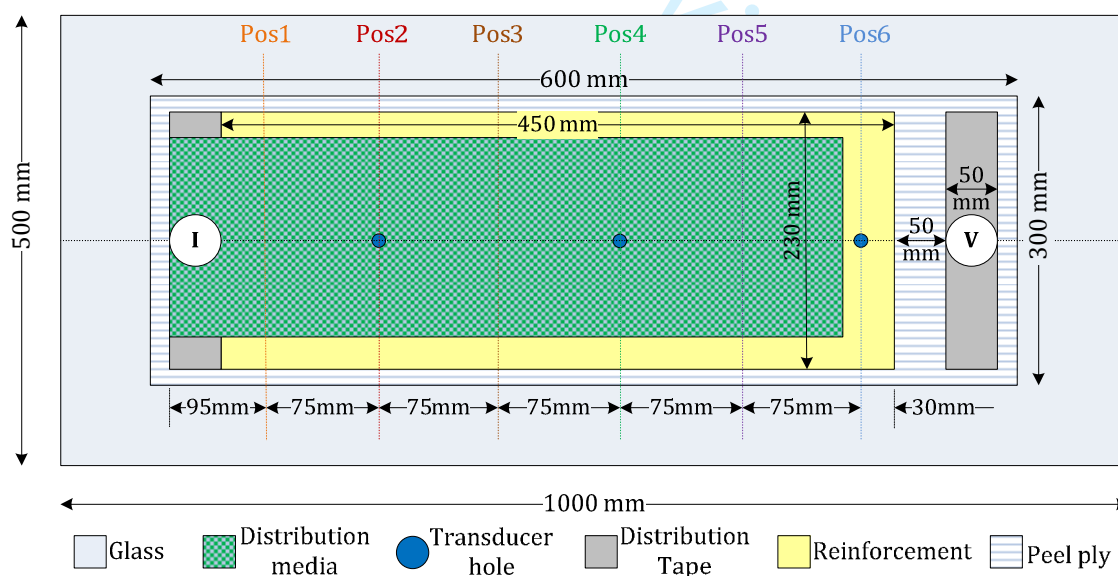 Pos1 Pos2 Pos3 Pos4 Pos5 Pos6
600 mm
450 mm
500 mm
230 mm
300 mm
50
mm
50
mm
I
V
95mm 75mm 75mm 75mm 75mm 75mm 30mm
1000 mm
Glass
Distribution
media
Transducer
hole
Distribution
Tape
Reinforcement
Peel ply